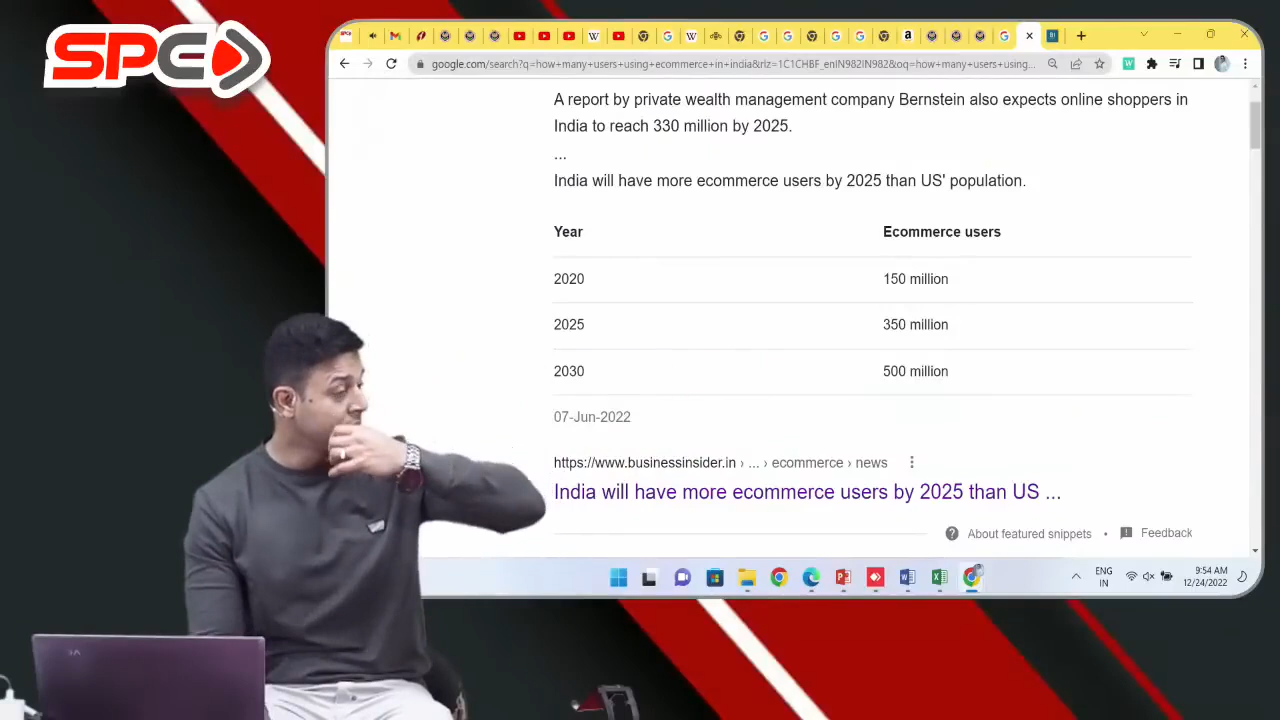 SPE
google.com/search?q=how+many+users+using+ecommerce+in+india&rlz=1C1CHBF_enIN982IN982&oq=how+many+users+using...
A report by private wealth management company Bernstein also expects online shoppers in
India to reach 330 million by 2025.
...
India will have more ecommerce users by 2025 than US' population.
Year Ecommerce users
2020 150 million
2025 350 million
2030 500 million
07-Jun-2022
https://www.businessinsider.in › ... › ecommerce › news
India will have more ecommerce users by 2025 than US ...
About featured snippets • Feedback
ENG 9:54 AM
IN 12/24/2022